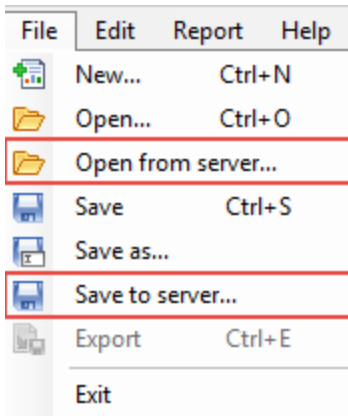 File Edit Report Help
New... Ctrl+N
Open... Ctrl+O
Open from server...
Save Ctrl+S
Save as...
Save to server...
Export Ctrl+E
Exit